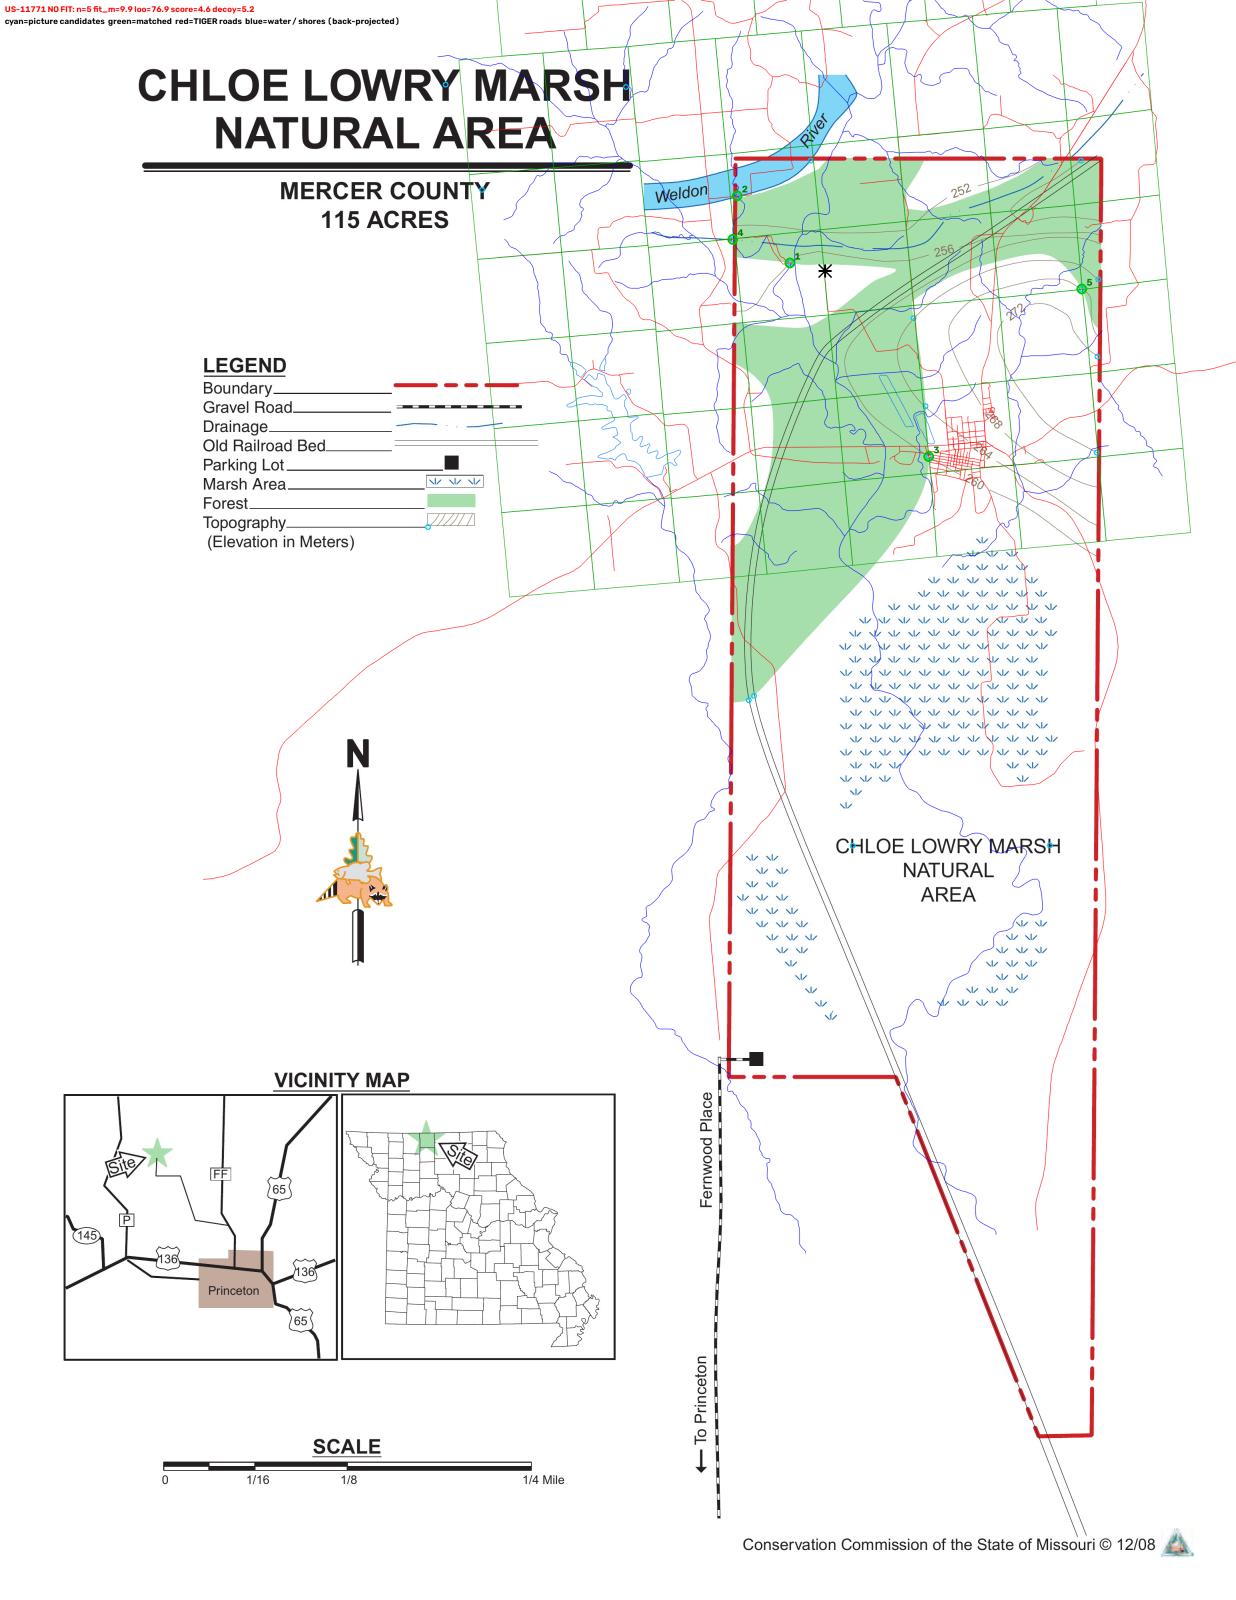 US-11771 NO FIT: n=5 fit_m=9.9 loo=76.9 score=4.6 decoy=5.2
cyan=picture candidates green=matched red=TIGER roads blue=water / shores (back-projected)
CHLOE LOWRY MARSH
NATURAL AREA
MERCER COUNTY
115 ACRES
River
Weldon
2
4
1
5
3
252
256
272
268
264
260
LEGEND
Boundary
Gravel Road
Drainage
Old Railroad Bed
Parking Lot
Marsh Area
Forest
Topography
(Elevation in Meters)
N
CHLOE LOWRY MARSH
NATURAL
AREA
Fernwood Place
To Princeton
VICINITY MAP
Site
FF
65
P
145
136
136
Princeton
65
Site
SCALE
0 1/16 1/8 1/4 Mile
Conservation Commission of the State of Missouri © 12/08